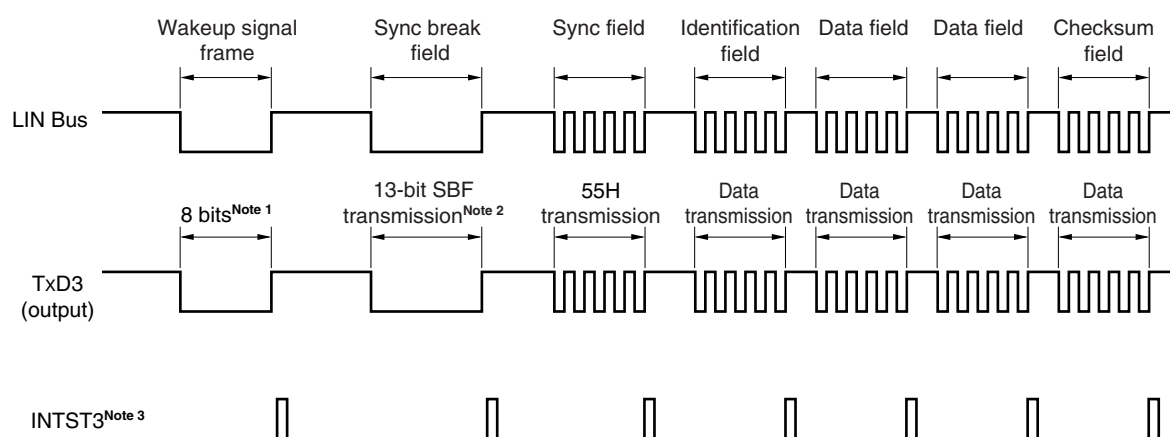 Wakeup signal frame
Sync break field
Sync field
Identification field
Data field
Data field
Checksum field
LIN Bus
8 bitsNote 1
13-bit SBF transmissionNote 2
55H transmission
Data transmission
Data transmission
Data transmission
Data transmission
TxD3 (output)
INTST3Note 3